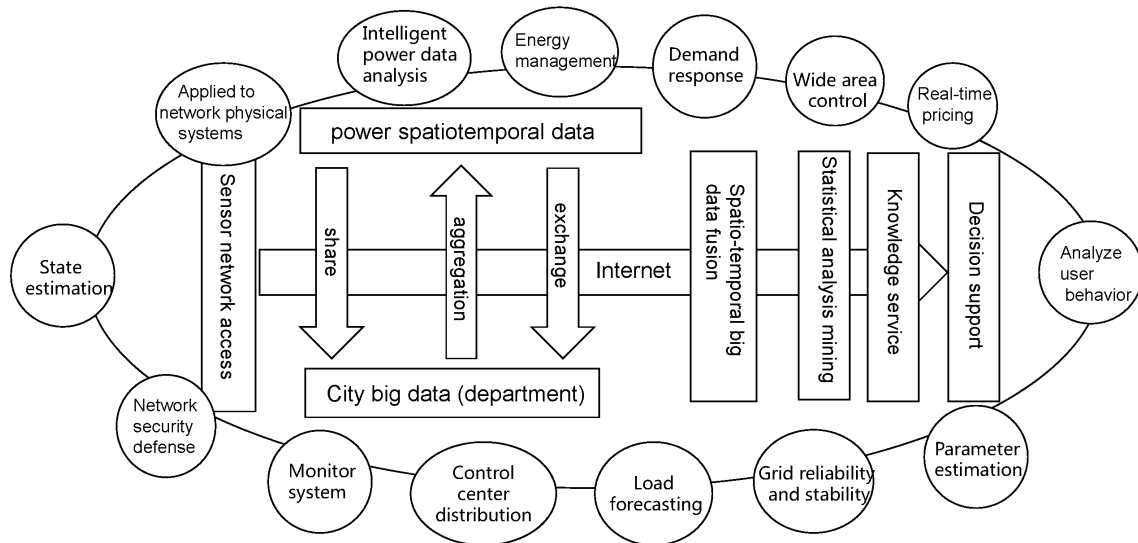 Intelligent
power data
analysis
Energy
management
Demand
response
Wide area
control
Real-time
pricing
Applied to
network physical
systems
power spatiotemporal data
Sensor network
access
share
aggregation
exchange
Internet
Spatio-temporal big
data fusion
Statistical analysis mining
Knowledge service
Decision support
State
estimation
Analyze
user
behavior
City big data (department)
Network
security
defense
Monitor
system
Control
center
distribution
Load
forecasting
Grid reliability
and stability
Parameter
estimation